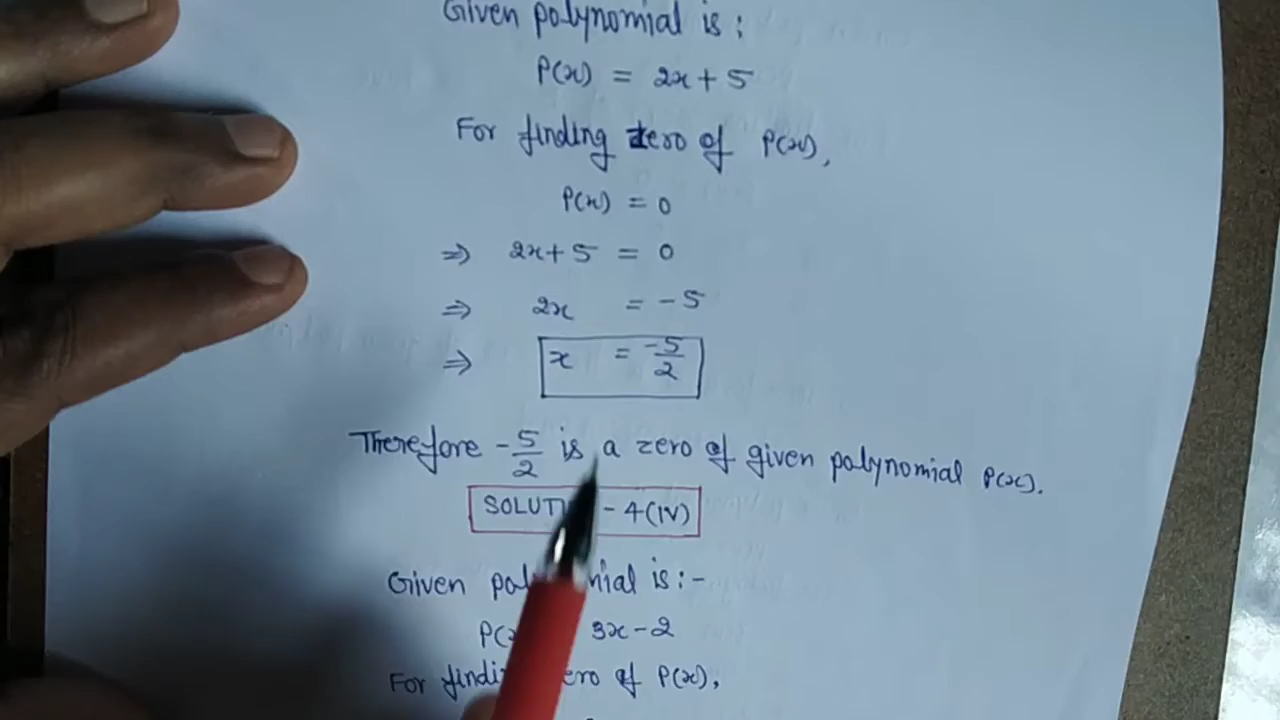 Given polynomial is :
P(x) = 2x + 5
For finding zero of P(x),
P(x) = 0
⇒ 2x + 5 = 0
⇒ 2x = - 5
⇒ x = -5/2
Therefore - 5/2 is a zero of given polynomial P(x).
SOLUT - 4(IV)
Given pol nial is : -
P(x 3x - 2
For findi ero of P(x),